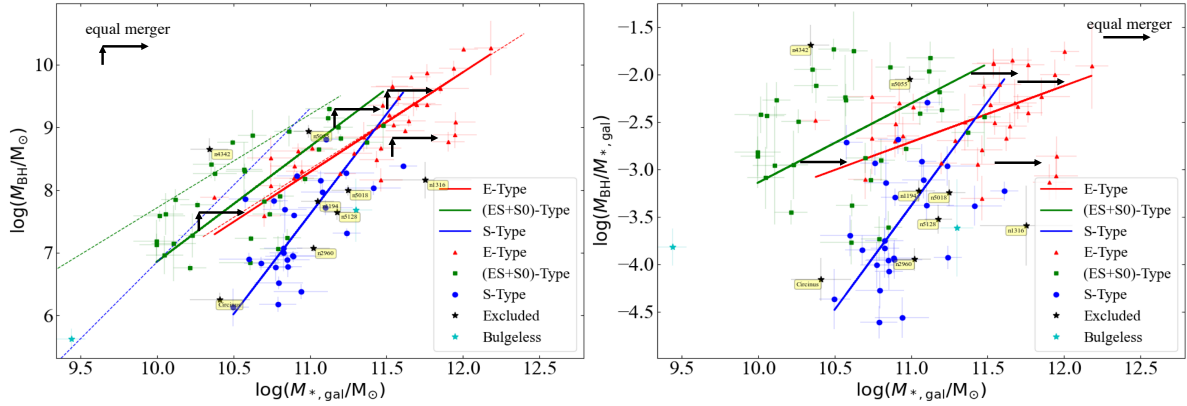 equal merger
n4342
n5055
n1194
n5018
n5128
n1316
n2960
Circinus
E-Type
(ES+S0)-Type
S-Type
E-Type
(ES+S0)-Type
S-Type
Excluded
Bulgeless
10
9
8
7
6
9.5 10.0 10.5 11.0 11.5 12.0 12.5
log(M_BH/M_⊙)
log(M_*,gal/M_⊙)
equal merger
n4342
n5055
n1194
n5018
n5128
n1316
n2960
Circinus
E-Type
(ES+S0)-Type
S-Type
E-Type
(ES+S0)-Type
S-Type
Excluded
Bulgeless
−1.5
−2.0
−2.5
−3.0
−3.5
−4.0
−4.5
9.5 10.0 10.5 11.0 11.5 12.0 12.5
log(M_BH/M_*,gal)
log(M_*,gal/M_⊙)